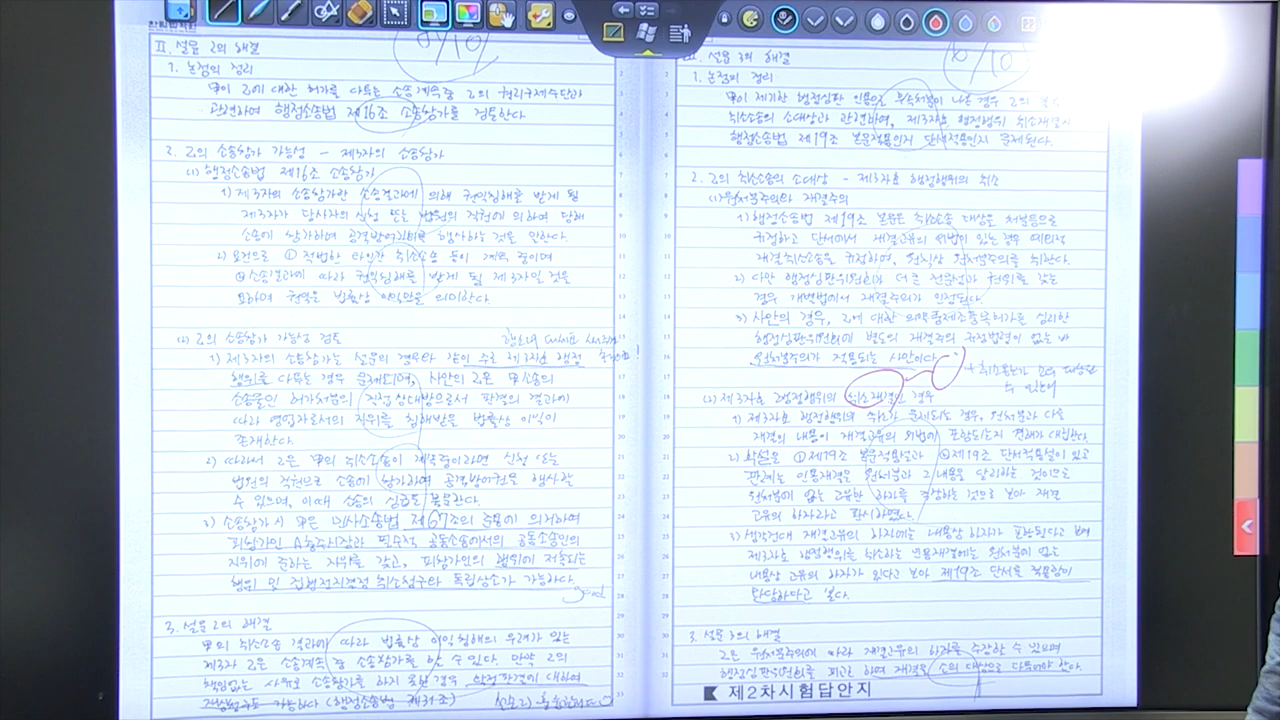 II. 설문 2의 해결
1. 논점의 정리
甲이 乙에 대한 허가를 다투는 소송계속중 乙의 권리구제수단과
관련하여 행정소송법 제16조 소송참가를 검토한다.
2. 乙의 소송참가 가능성 - 제3자의 소송참가
(1) 행정소송법 제16조 소송참가
1) 제3자의 소송참가란 소송결과에 의해 권익침해를 받게 될
제3자가 당사자의 신청 또는 법원의 직권에 의하여 당해
소송에 참가하여 공격방어기회를 행사하는 것을 말한다.
2) 요건으로 ① 적법한 타인간 취소소송 등이 계속 중이며
② 소송결과에 따라 권익침해를 받게 될 제3자일 것을
요하며 권익은 법률상 이익만을 의미한다.
(2) 乙의 소송참가 가능성 검토
1) 제3자의 소송참가는 설문의 경우와 같이 주로 제3자효 행정
행위를 다투는 경우 문제되며, 사안의 乙은 甲 소송의
소송물인 허가처분의 직접상대방으로서 판결의 결과에
따라 영업자로서의 지위를 침해받을 법률상 이익이
존재한다.
2) 따라서 乙은 甲의 취소소송이 계속중이라면 신청 또는
법원의 직권으로 소송에 참가하여 공격방어권을 행사할
수 있으며, 이때 소송의 심급도 불문한다.
3) 소송참가시 乙은 민사소송법 제67조의 준용에 의거하여
피참가인 A광주시장과 필수적 공동소송에서의 공동소송인의
지위에 준하는 지위를 갖고, 피참가인의 행위에 저촉되는
행위 및 집행정지결정 취소청구와 독립상소가 가능하다.
good
3. 설문 2의 해결
甲의 취소소송 결과에 따라 법률상 이익침해의 우려가 있는
제3자 乙은 소송계속 중 소송참가를 할 수 있다. 만약 乙의
책임없는 사유로 소송참가를 하지 못한 경우 확정판결에 대하여
재심청구도 가능하다 (행정소송법 제31조)
설문 3의 해결
1. 논점의 정리
甲이 제기한 행정심판 인용으로 취소처분이 나온 경우 乙의
취소소송의 소대상과 관련하여, 제3자효 행정행위 취소재결이
행정소송법 제19조 본문적용인지 단서적용인지 문제된다.
2. 乙의 취소소송의 소대상 - 제3자효 행정행위의 취소
(1) 원처분주의와 재결주의
1) 행정소송법 제19조 본문은 취소소송 대상을 처분등으로
규정하고 단서에서 재결고유의 위법이 있는 경우 예외적
재결취소소송을 규정하여, 원칙상 원처분주의를 취한다.
2) 다만 행정심판위원회가 더 큰 전문성과 권위를 갖는
경우 개별법에서 재결주의가 인정된다.
3) 사안의 경우, 乙에 대한 의약품제조품목허가를 심리한
행정심판위원회에 별도의 재결주의 규정법령이 없는 바
원처분주의가 적용되는 사안이다.
+ 취소통보가 소의 대상인
수 있는데
(2) 제3자효 행정행위의 취소재결인 경우
1) 제3자효 행정행위의 취소가 문제되는 경우, 원처분과 다른
재결의 내용이 재결고유의 위법에 포함되는지 견해가 대립한다.
2) 학설은 ① 제19조 본문적용설과 ② 제19조 단서적용설이 있고
판례는 인용재결은 원처분과 그 내용을 달리하는 것이므로
원처분에 없는 고유한 하자를 주장하는 것으로 보아 재결
고유의 하자라고 판시하였다.
3) 생각건대 재결고유의 하자에는 내용상 하자가 포함된다고 보며
제3자효 행정행위를 취소하는 인용재결에는 원처분에 없는
내용상 고유의 하자가 있다고 보아 제19조 단서를 적용함이
타당하다고 본다.
3. 설문 3의 해결
乙은 원처분주의에 따라 재결고유의 하자를 주장할 수 있으며
행정심판위원회를 피고로 하여 재결을 소의 대상으로 다투어야 한다.
제2차시험답안지